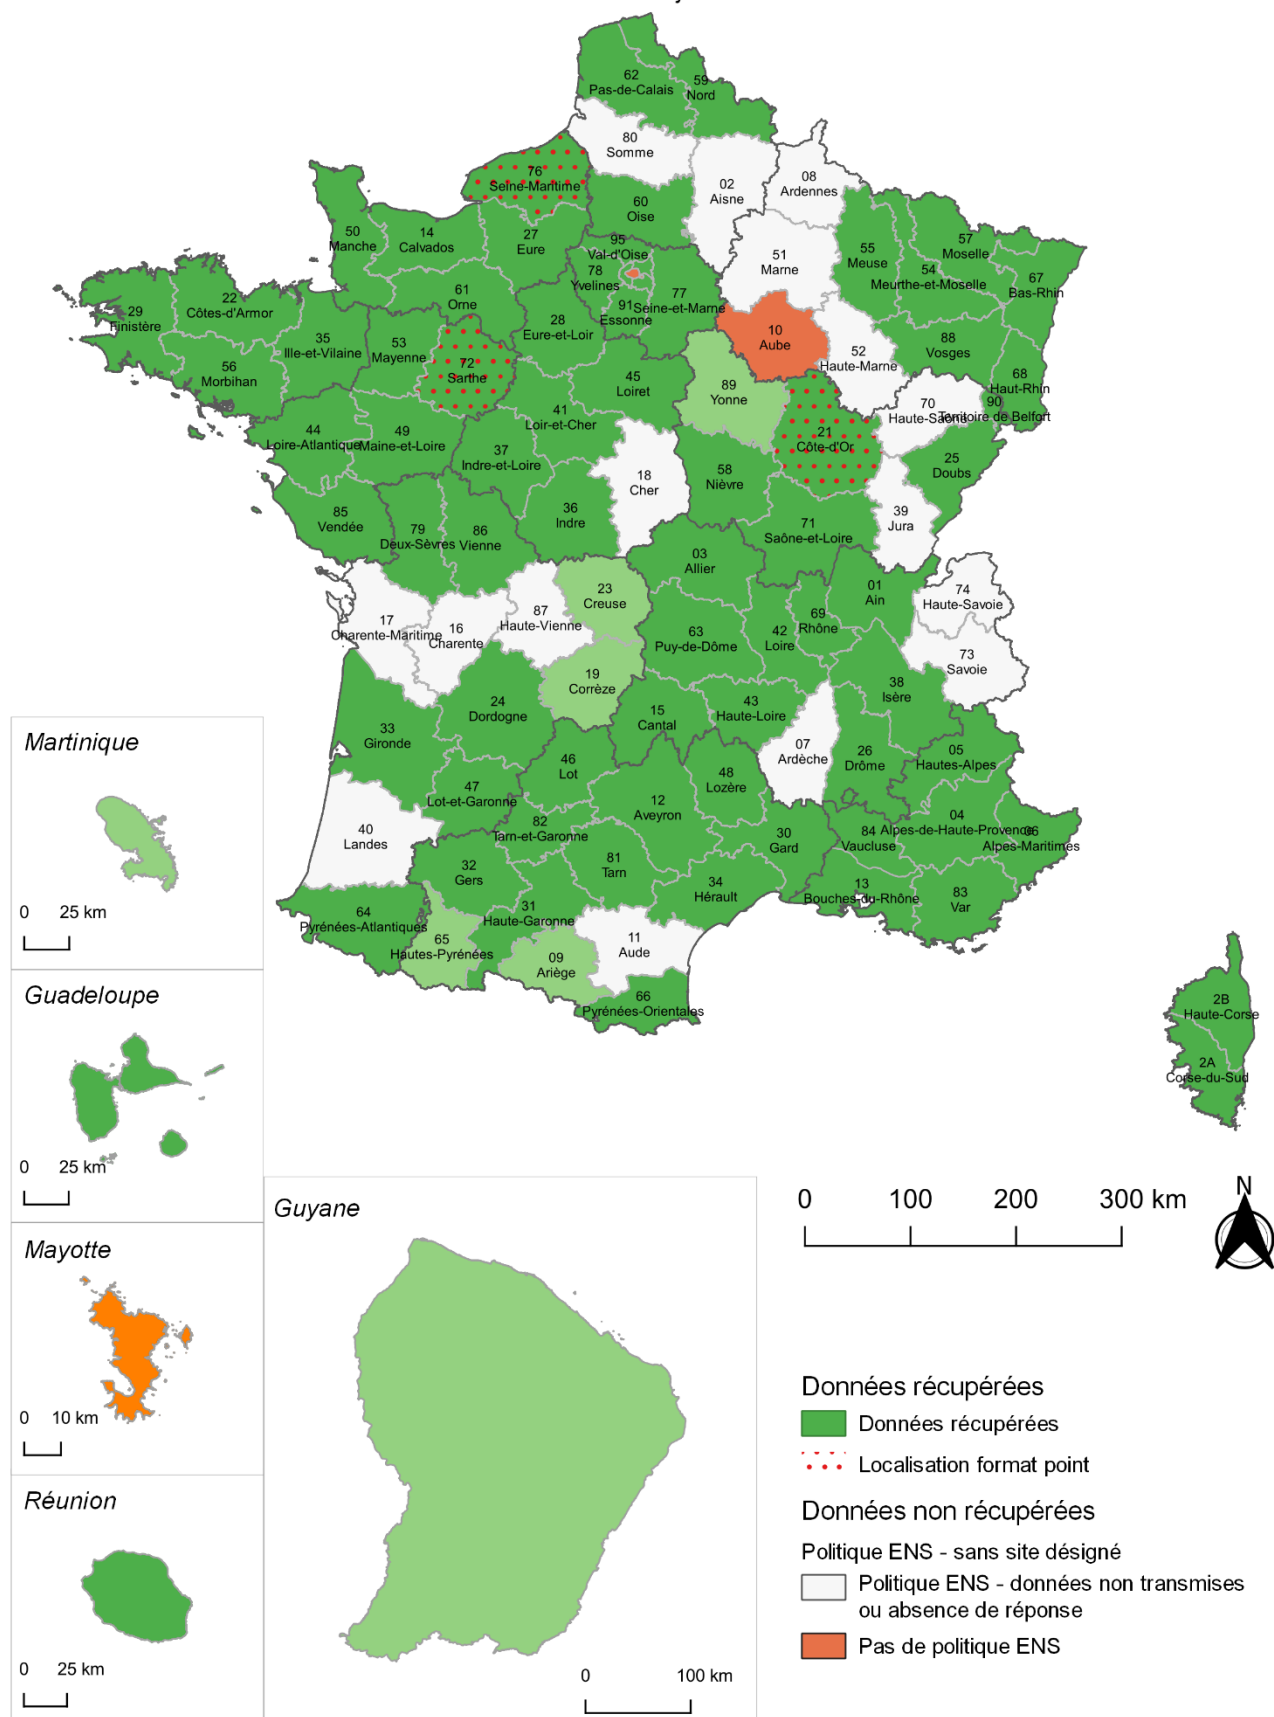 62
Pas-de-Calais
59
Nord
80
Somme
76
Seine-Maritime
02
Aisne
08
Ardennes
60
Oise
50
Manche
14
Calvados
27
Eure
95
Val-d'Oise
78
Yvelines
91
Essonne
77
Seine-et-Marne
51
Marne
55
Meuse
57
Moselle
54
Meurthe-et-Moselle
67
Bas-Rhin
29
Finistère
22
Côtes-d'Armor
61
Orne
28
Eure-et-Loir
10
Aube
35
Ille-et-Vilaine
53
Mayenne
72
Sarthe
52
Haute-Marne
88
Vosges
68
Haut-Rhin
56
Morbihan
45
Loiret
89
Yonne
70
Haute-Saône
90
Territoire de Belfort
41
Loir-et-Cher
44
Loire-Atlantique
49
Maine-et-Loire
37
Indre-et-Loire
21
Côte-d'Or
25
Doubs
18
Cher
58
Nièvre
39
Jura
85
Vendée
79
Deux-Sèvres
86
Vienne
36
Indre
71
Saône-et-Loire
03
Allier
01
Ain
74
Haute-Savoie
23
Creuse
87
Haute-Vienne
17
Charente-Maritime
16
Charente
63
Puy-de-Dôme
42
Loire
69
Rhône
73
Savoie
19
Corrèze
38
Isère
24
Dordogne
15
Cantal
43
Haute-Loire
33
Gironde
07
Ardèche
26
Drôme
05
Hautes-Alpes
46
Lot
48
Lozère
47
Lot-et-Garonne
12
Aveyron
82
Tarn-et-Garonne
40
Landes
30
Gard
84
Vaucluse
04
Alpes-de-Haute-Provence
06
Alpes-Maritimes
32
Gers
81
Tarn
34
Hérault
13
Bouches-du-Rhône
83
Var
64
Pyrénées-Atlantiques
31
Haute-Garonne
65
Hautes-Pyrénées
09
Ariège
11
Aude
66
Pyrénées-Orientales
2B
Haute-Corse
2A
Corse-du-Sud
Martinique
0 25 km
Guadeloupe
0 25 km
Mayotte
0 10 km
Réunion
0 25 km
Guyane
0 100 km
0 100 200 300 km
N
Données récupérées
Données récupérées
Localisation format point
Données non récupérées
Politique ENS - sans site désigné
Politique ENS - données non transmises
ou absence de réponse
Pas de politique ENS